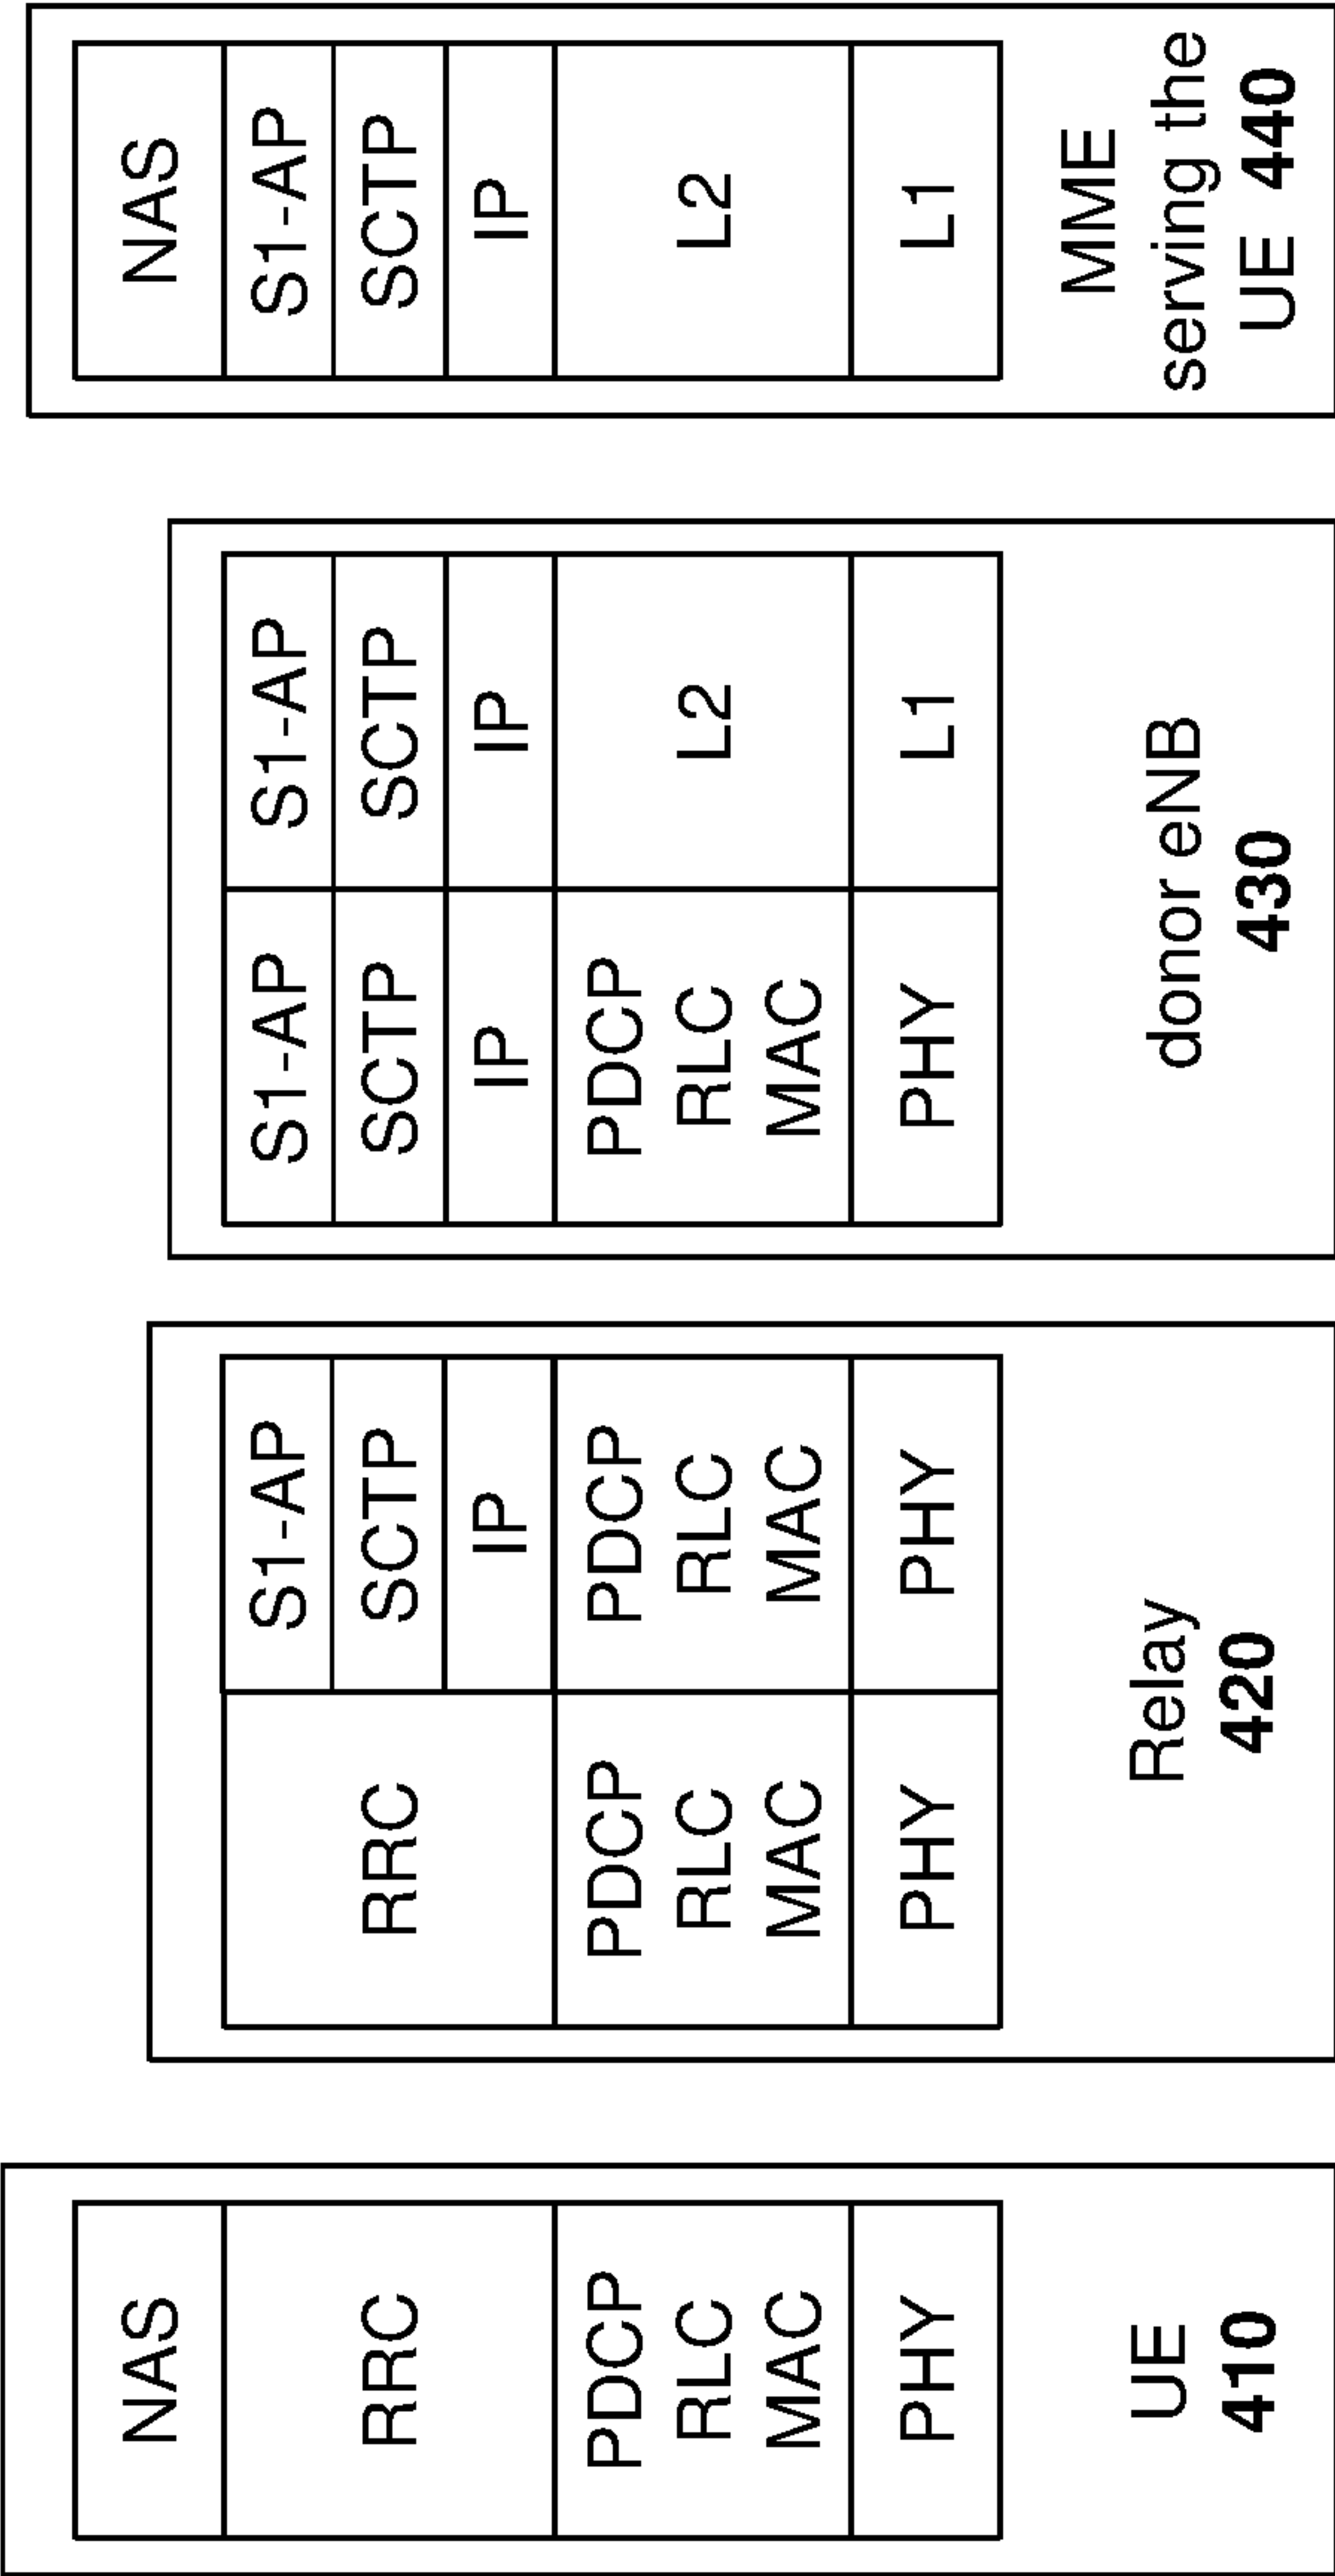 NAS
RRC
PDCP
RLC
MAC
PHY
UE
410
RRC
PDCP
RLC
MAC
PHY
S1-AP
SCTP
IP
PDCP
RLC
MAC
PHY
Relay
420
S1-AP
SCTP
IP
PDCP
RLC
MAC
PHY
S1-AP
SCTP
IP
L2
L1
donor eNB
430
NAS
S1-AP
SCTP
IP
L2
L1
MME
serving the
UE 440